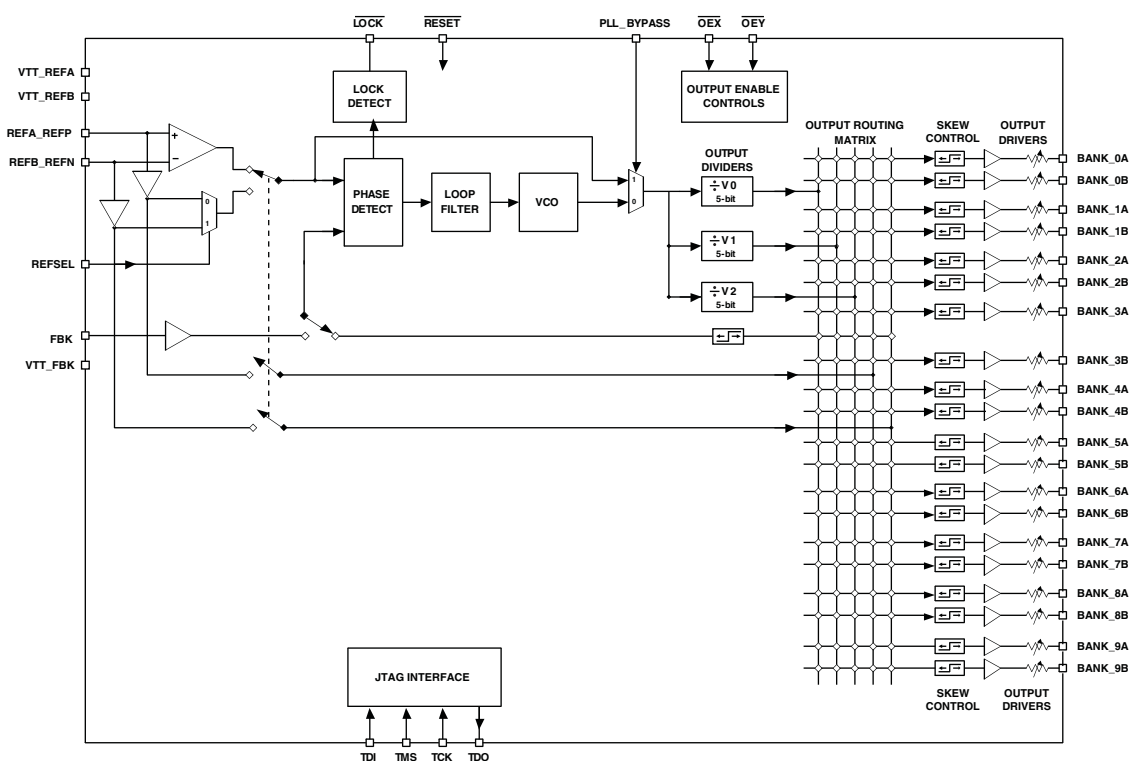 LOCK
RESET
PLL_BYPASS
OEX
OEY
VTT_REFA
VTT_REFB
REFA_REFP
REFB_REFN
REFSEL
FBK
VTT_FBK
+
–
0
1
LOCK
DETECT
PHASE
DETECT
LOOP
FILTER
VCO
1
0
OUTPUT ENABLE
CONTROLS
OUTPUT
DIVIDERS
÷V0
5-bit
÷V1
5-bit
÷V2
5-bit
OUTPUT ROUTING
MATRIX
SKEW
CONTROL
OUTPUT
DRIVERS
BANK_0A
BANK_0B
BANK_1A
BANK_1B
BANK_2A
BANK_2B
BANK_3A
BANK_3B
BANK_4A
BANK_4B
BANK_5A
BANK_5B
BANK_6A
BANK_6B
BANK_7A
BANK_7B
BANK_8A
BANK_8B
BANK_9A
BANK_9B
SKEW
CONTROL
OUTPUT
DRIVERS
JTAG INTERFACE
TDI
TMS
TCK
TDO